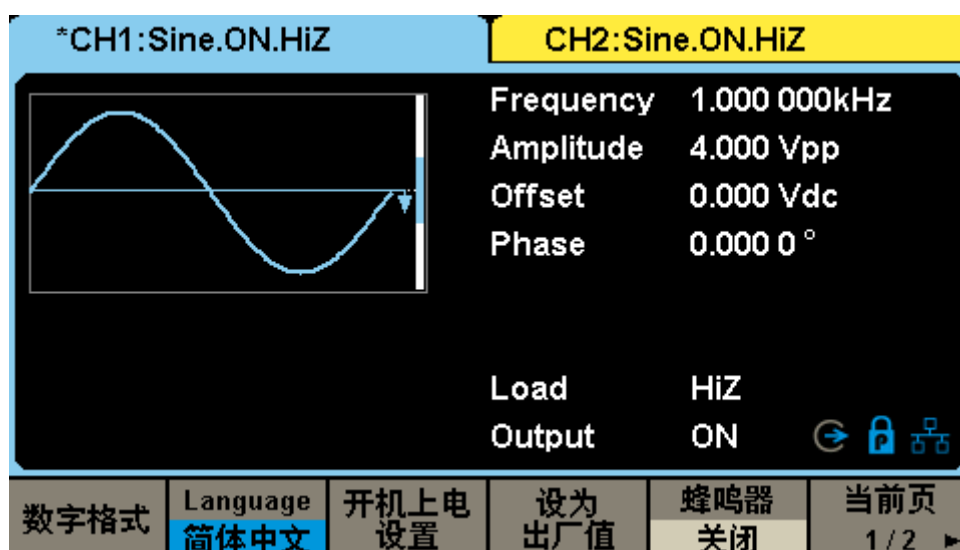 *CH1:Sine.ON.HiZ
CH2:Sine.ON.HiZ
Frequency 1.000 000kHz
Amplitude 4.000 Vpp
Offset 0.000 Vdc
Phase 0.000 0 °
Load HiZ
Output ON
P
数字格式
Language
简体中文
开机上电
设置
设为
出厂值
蜂鸣器
关闭
当前页
1/2 ►